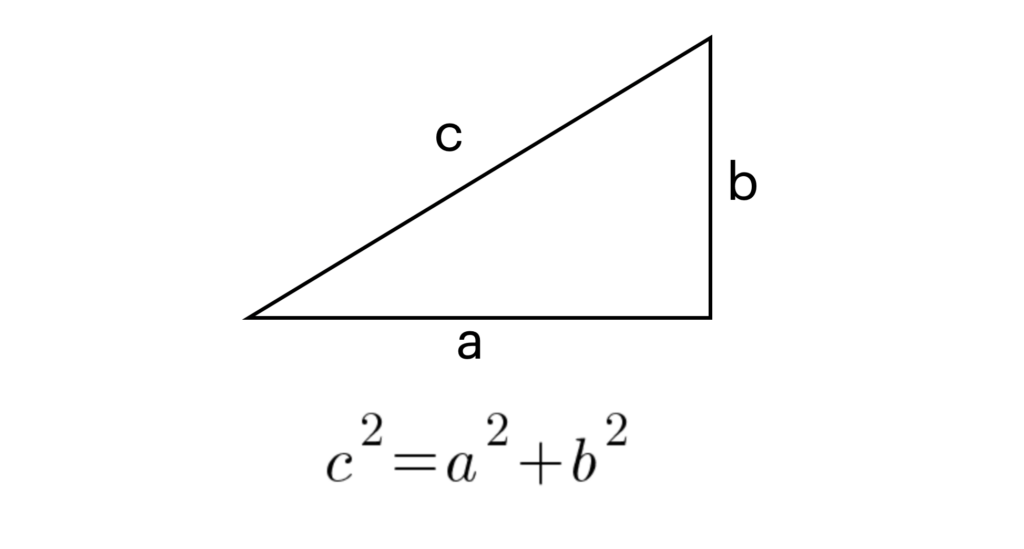 c
b
a
c² = a² + b²